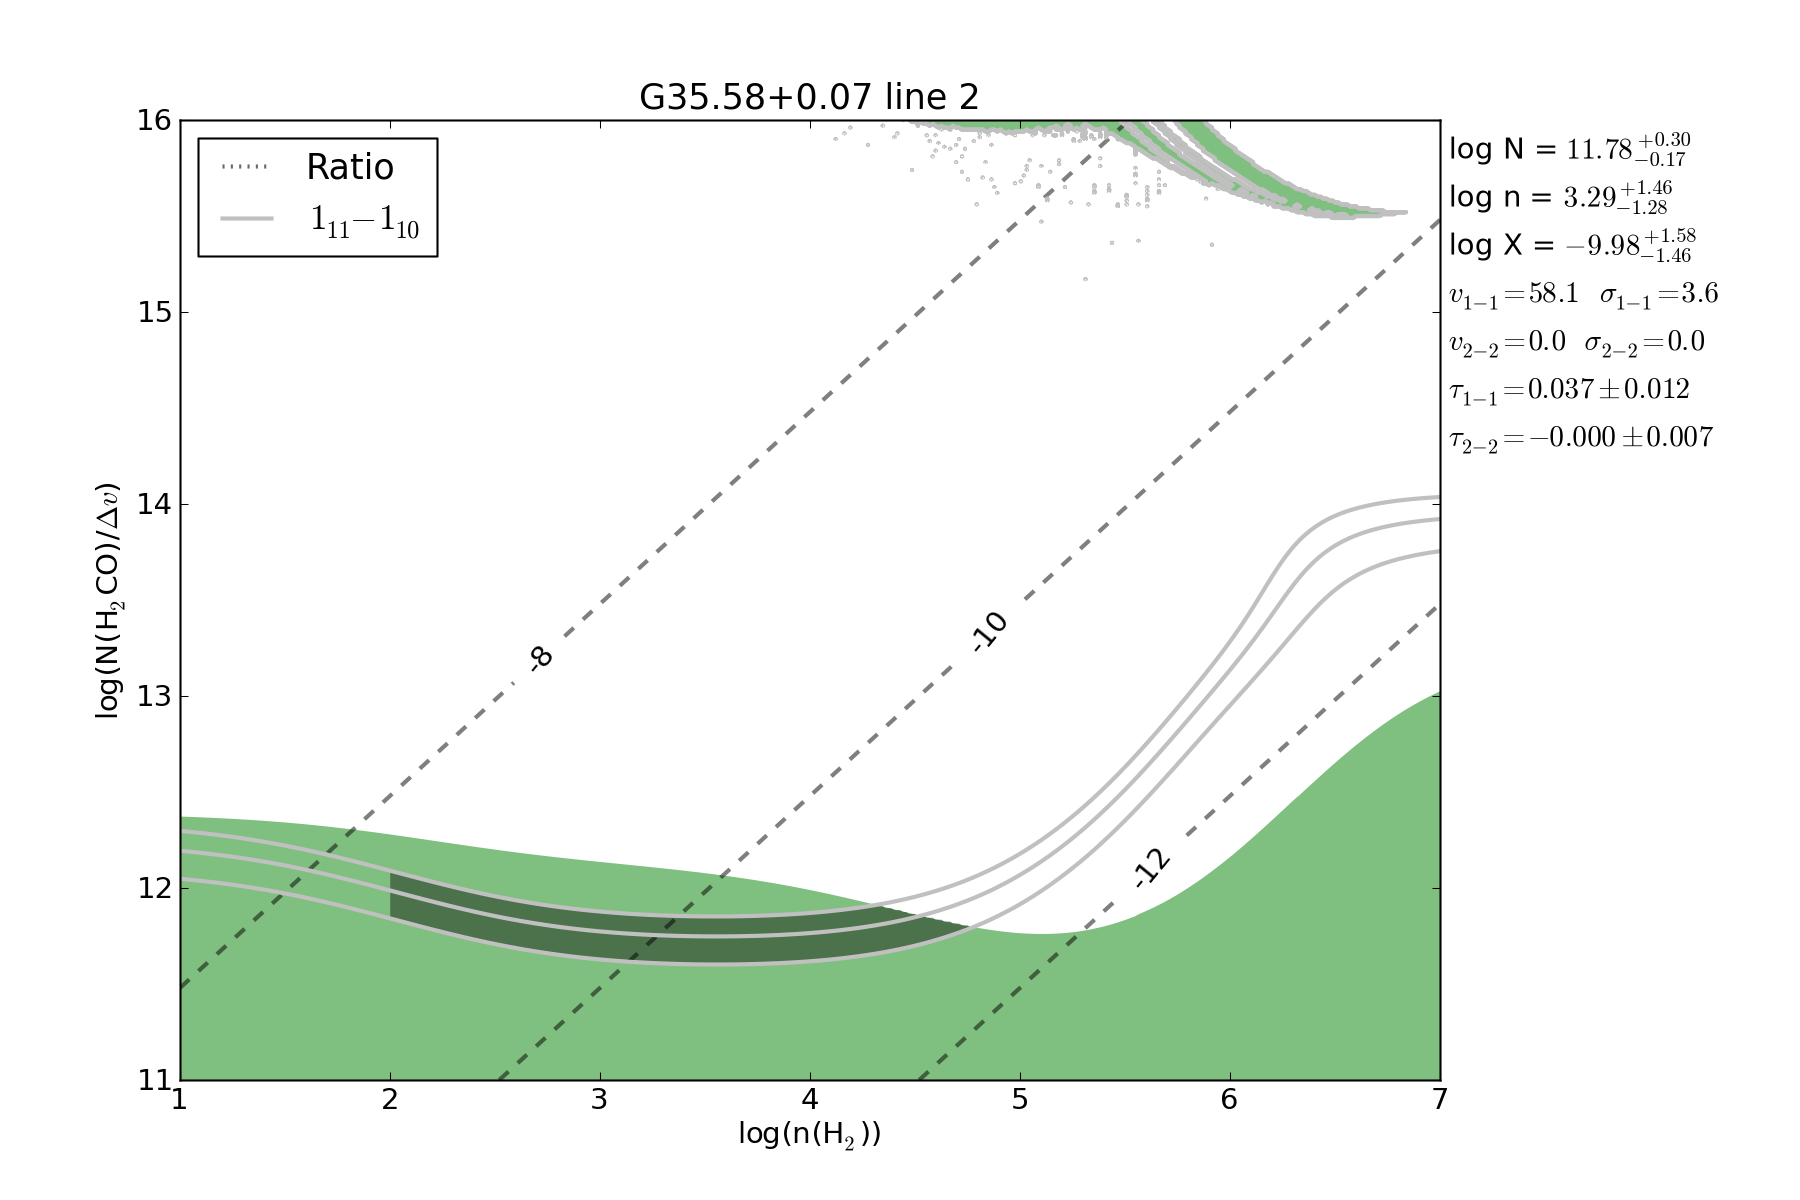 G35.58+0.07 line 2
16
15
14
13
12
11
log(N(H₂CO)/Δv)
Ratio
1₁₁−1₁₀
-8
-10
-12
1 2 3 4 5 6 7
log(n(H₂))
log N = 11.78^{+0.30}_{−0.17}
log n = 3.29^{+1.46}_{−1.28}
log X = −9.98^{+1.58}_{−1.46}
v₁₋₁=58.1 σ₁₋₁=3.6
v₂₋₂=0.0 σ₂₋₂=0.0
τ₁₋₁=0.037±0.012
τ₂₋₂=−0.000±0.007